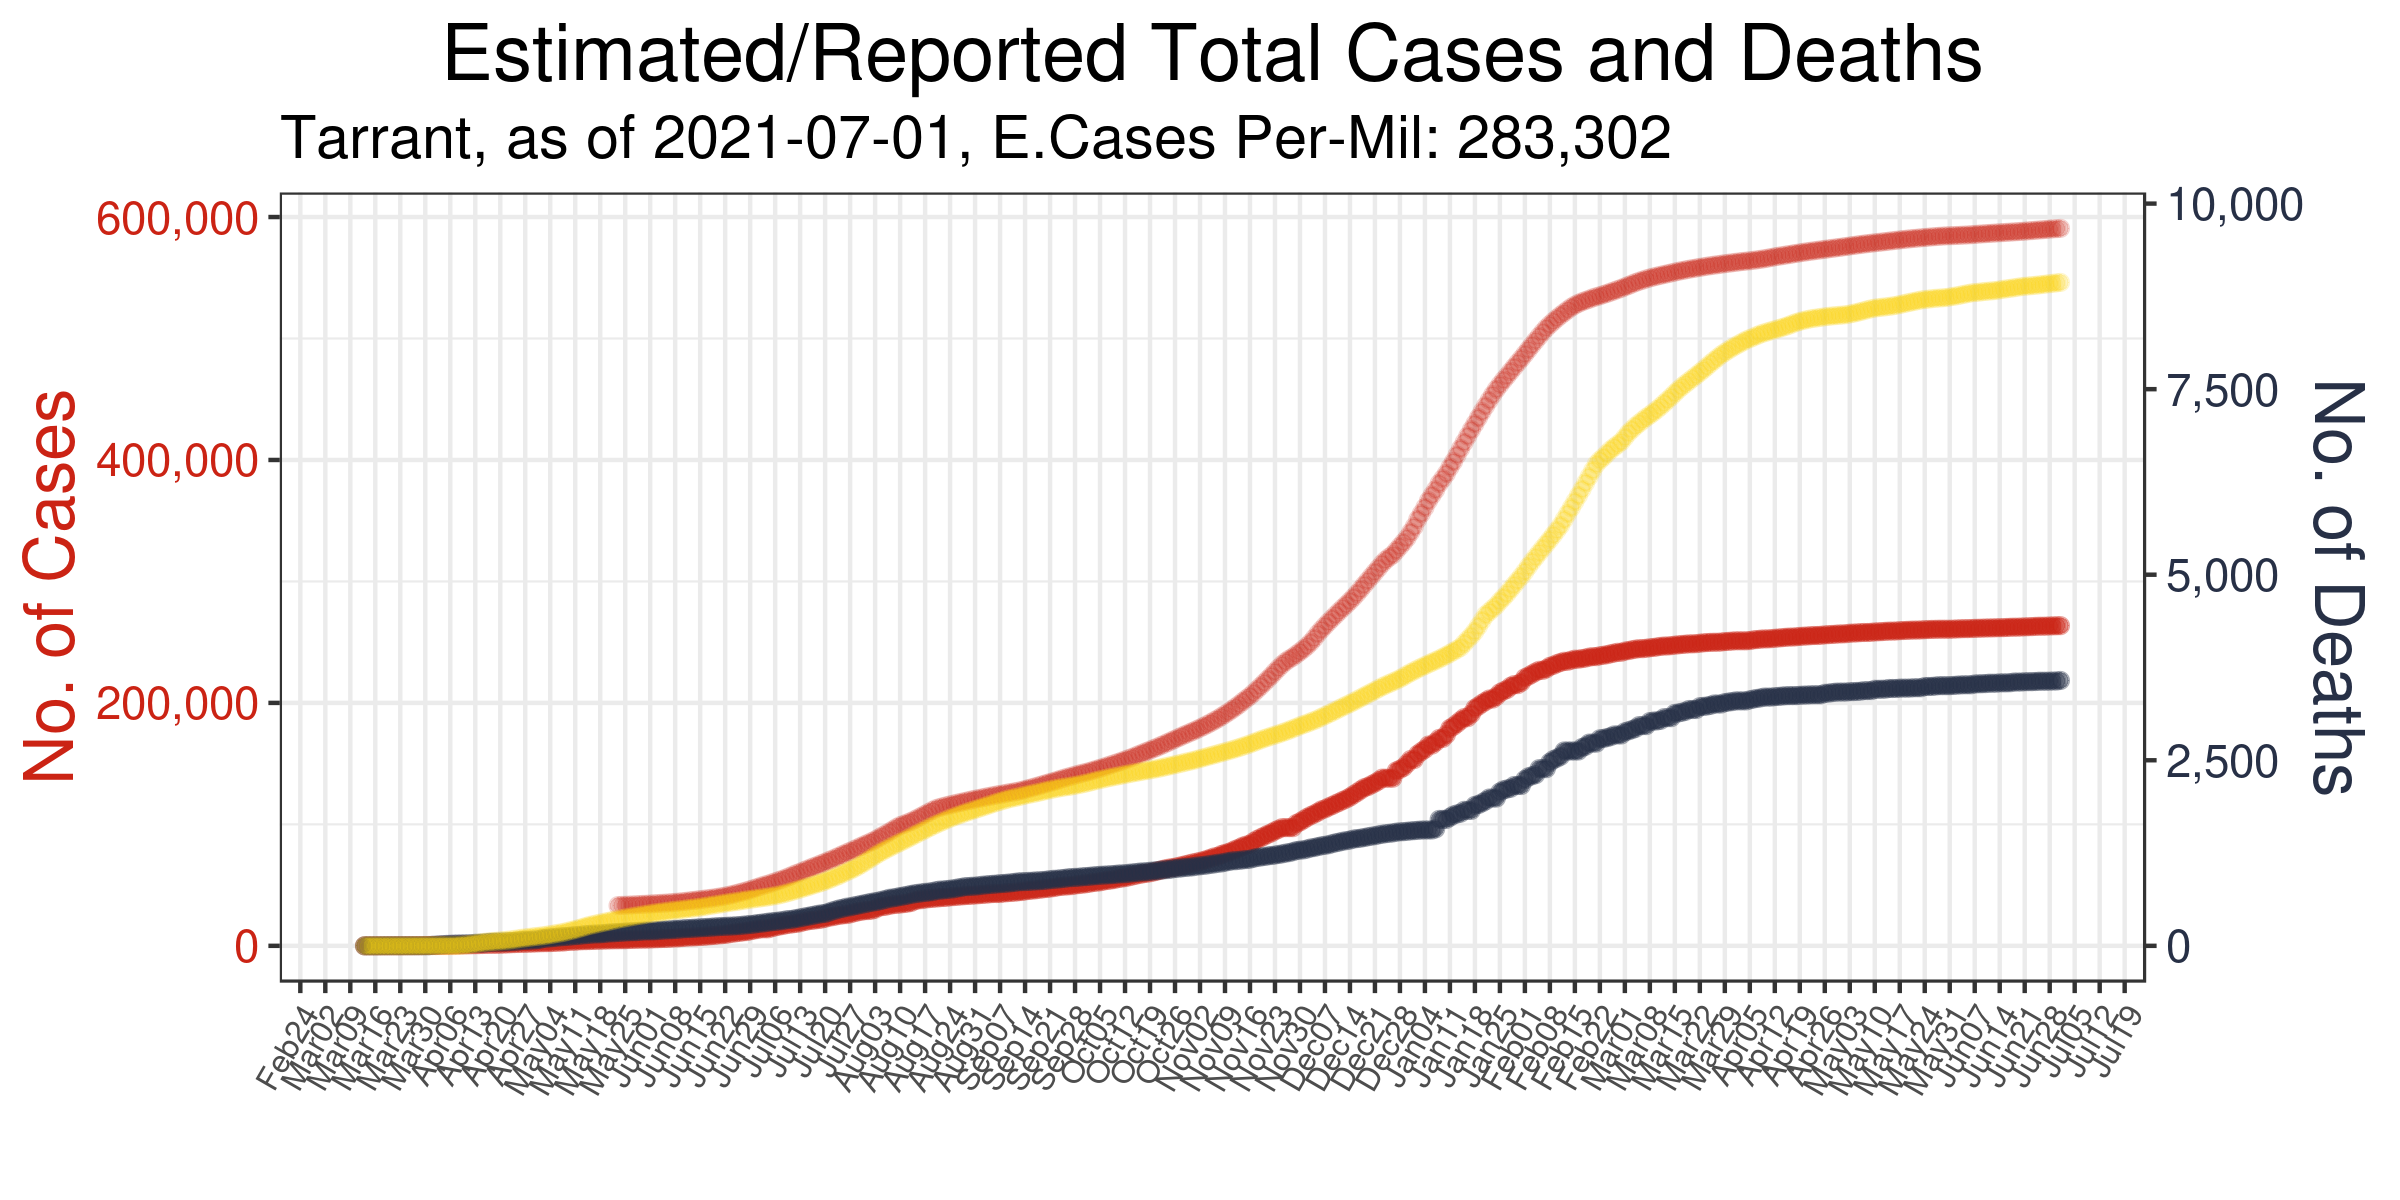 Estimated/Reported Total Cases and Deaths
Tarrant, as of 2021-07-01, E.Cases Per-Mil: 283,302
No. of Cases
600,000
400,000
200,000
0
10,000
7,500
5,000
2,500
0
No. of Deaths
Feb24
Mar02
Mar09
Mar16
Mar23
Mar30
Apr06
Apr13
Apr20
Apr27
May04
May11
May18
May25
Jun01
Jun08
Jun15
Jun22
Jun29
Jul06
Jul13
Jul20
Jul27
Aug03
Aug10
Aug17
Aug24
Aug31
Sep07
Sep14
Sep21
Sep28
Oct05
Oct12
Oct19
Oct26
Nov02
Nov09
Nov16
Nov23
Nov30
Dec07
Dec14
Dec21
Dec28
Jan04
Jan11
Jan18
Jan25
Feb01
Feb08
Feb15
Feb22
Mar01
Mar08
Mar15
Mar22
Mar29
Apr05
Apr12
Apr19
Apr26
May03
May10
May17
May24
May31
Jun07
Jun14
Jun21
Jun28
Jul05
Jul12
Jul19